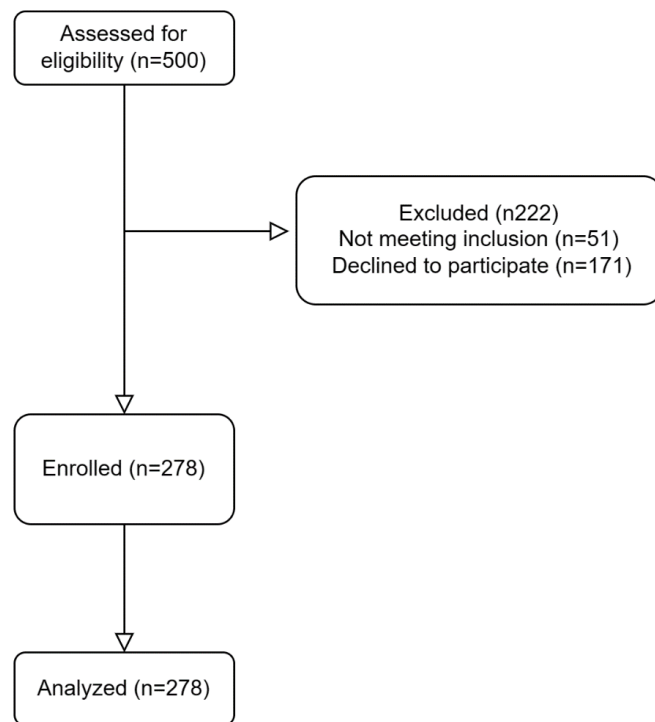 Assessed for
eligibility (n=500)
Excluded (n222)
Not meeting inclusion (n=51)
Declined to participate (n=171)
Enrolled (n=278)
Analyzed (n=278)